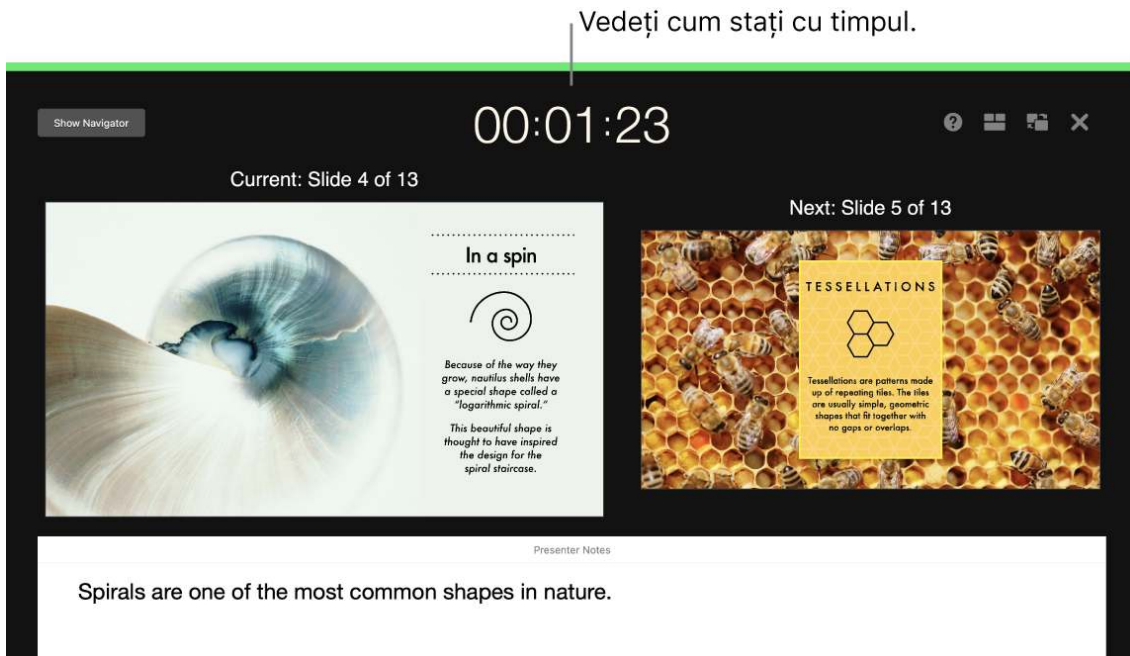 Vedeți cum stați cu timpul.
Show Navigator
00:01:23
Current: Slide 4 of 13
Next: Slide 5 of 13
In a spin
Because of the way they
grow, nautilus shells have
a special shape called a
“logarithmic spiral.”
This beautiful shape is
thought to have inspired
the design for the
spiral staircase.
TESSELLATIONS
Tessellations are patterns made
up of repeating tiles. The tiles
are usually simple, geometric
shapes that fit together with
no gaps or overlaps.
Presenter Notes
Spirals are one of the most common shapes in nature.